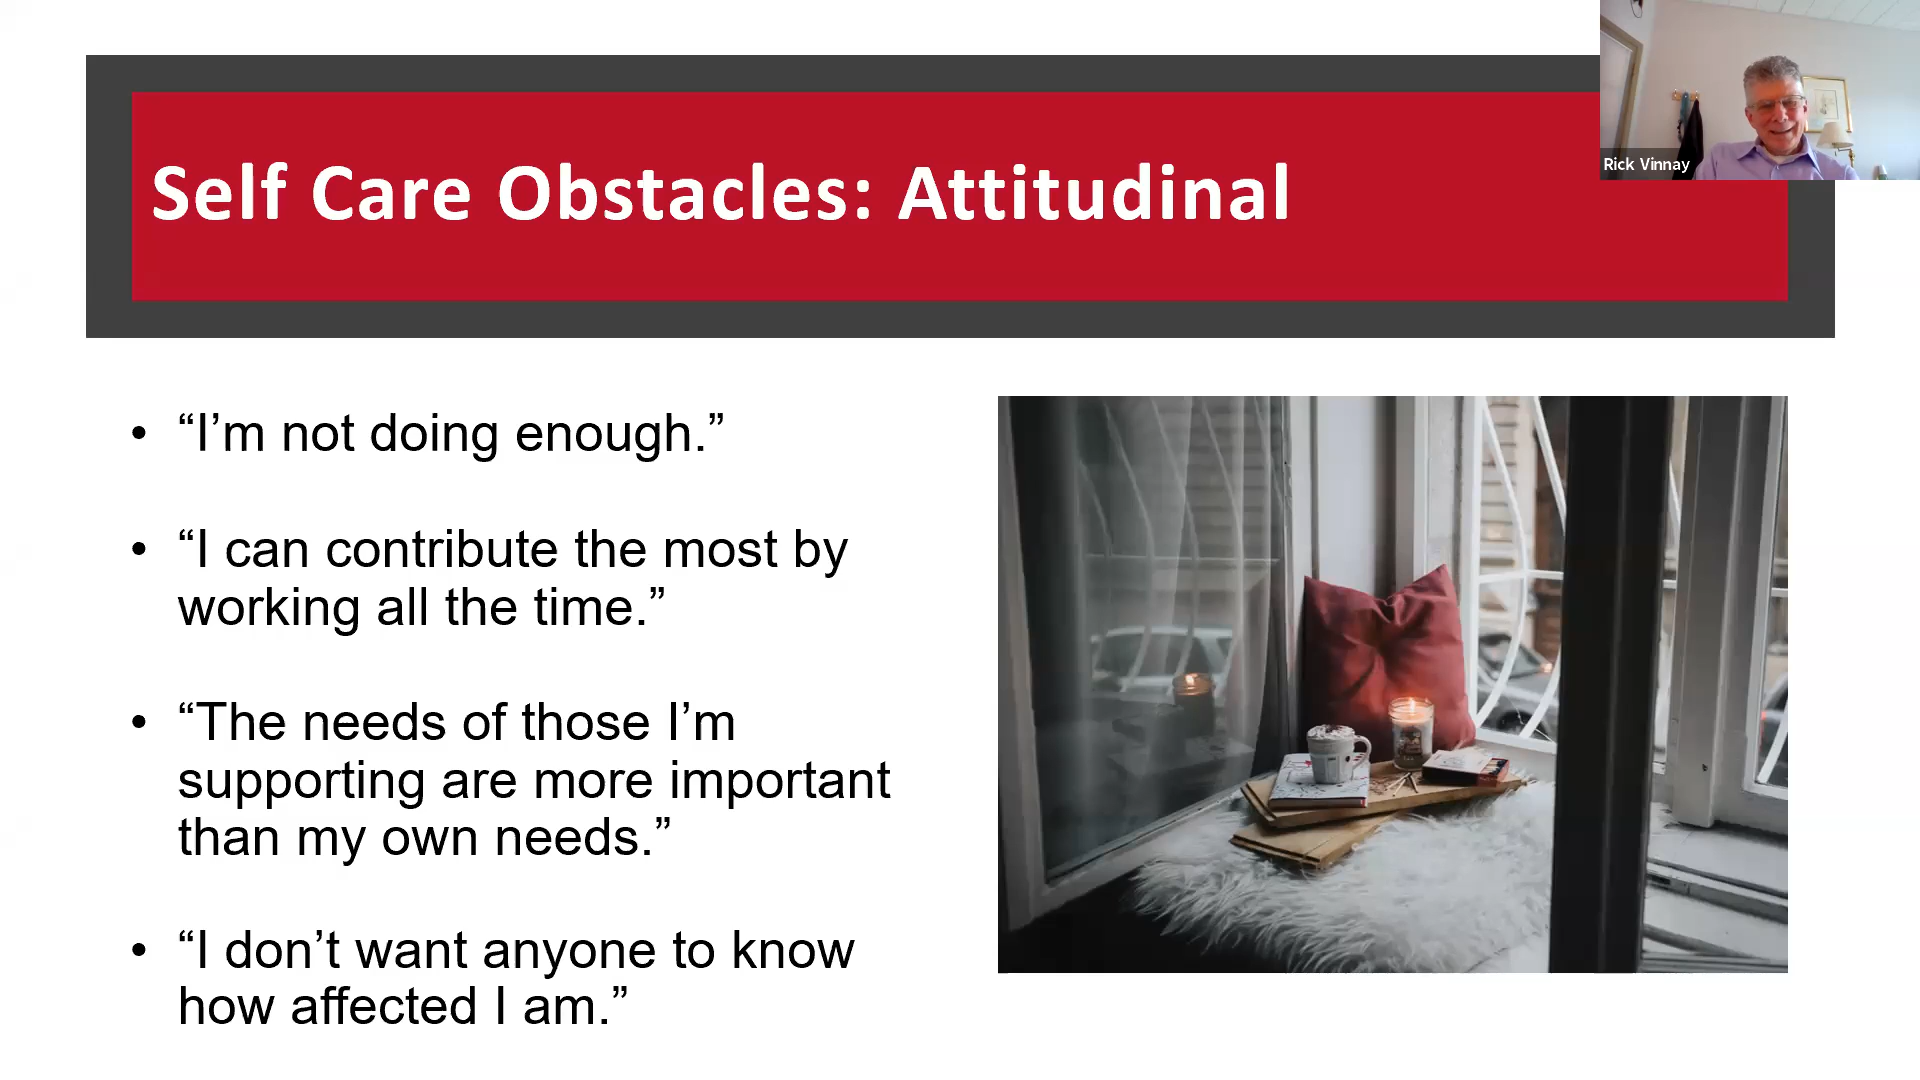 Self Care Obstacles: Attitudinal
Rick Vinnay
• “I’m not doing enough.”
• “I can contribute the most by
working all the time.”
• “The needs of those I’m
supporting are more important
than my own needs.”
• “I don’t want anyone to know
how affected I am.”